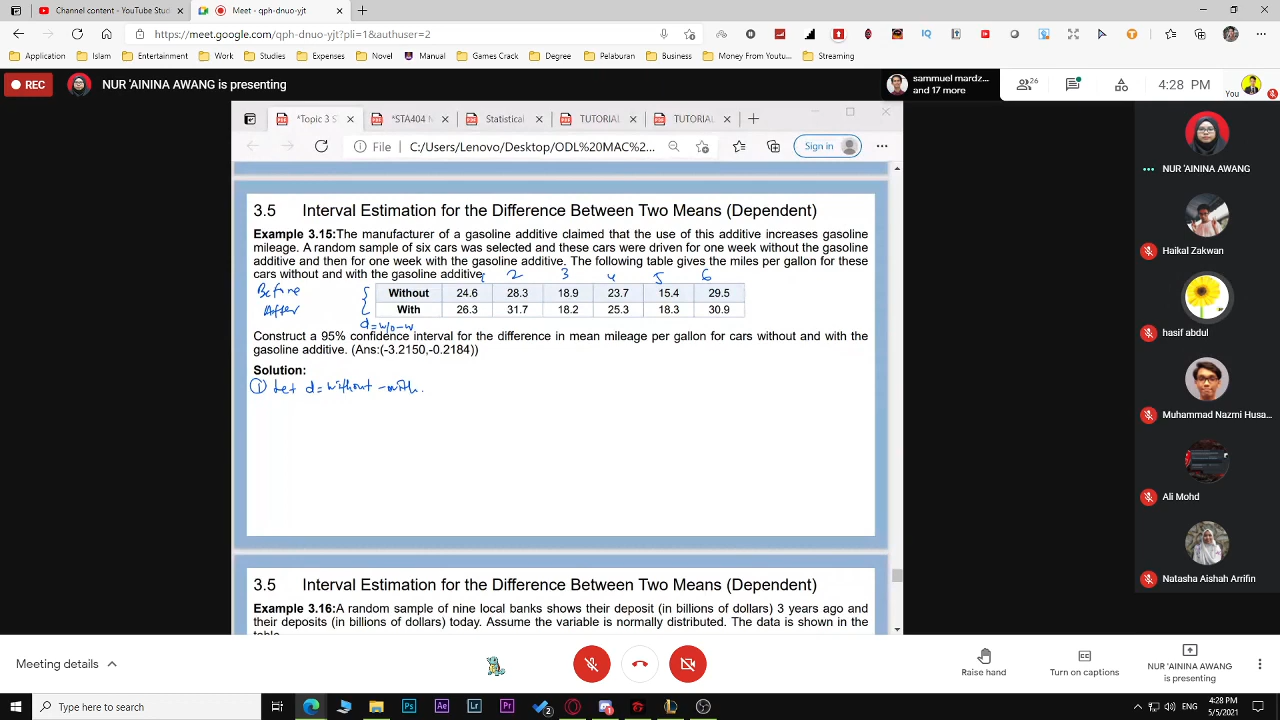 Content - YouTube Studio
Meet - qph-dnuo-yjt
https://meet.google.com/qph-dnuo-yjt?pli=1&authuser=2
Application
Islam
Entertainment
Work
Studies
Novel
Manual
Games Crack
Degree
Pelaburan
Business
Money From Youtu...
Streaming
REC
NUR 'AININA AWANG is presenting
sammuel mardz...
and 17 more
26
4:28 PM
You
*Topic 3 S
*STA404 N
Statistical
TUTORIAL
TUTORIAL
File
C:/Users/Lenovo/Desktop/ODL%20MAC%20...
Sign in
3.5 Interval Estimation for the Difference Between Two Means (Dependent)
Example 3.15:The manufacturer of a gasoline additive claimed that the use of this additive increases gasoline
mileage. A random sample of six cars was selected and these cars were driven for one week without the gasoline
additive and then for one week with the gasoline additive. The following table gives the miles per gallon for these
cars without and with the gasoline additive.
1 2 3 4 5 6
Before Without 24.6 28.3 18.9 23.7 15.4 29.5
After With 26.3 31.7 18.2 25.3 18.3 30.9
d=w/o-w
Construct a 95% confidence interval for the difference in mean mileage per gallon for cars without and with the
gasoline additive. (Ans:(-3.2150,-0.2184))
Solution:
① Let d=without -with.
3.5 Interval Estimation for the Difference Between Two Means (Dependent)
Example 3.16:A random sample of nine local banks shows their deposit (in billions of dollars) 3 years ago and
their deposits (in billions of dollars) today. Assume the variable is normally distributed. The data is shown in the
table.
NUR 'AININA AWANG
Haikal Zakwan
hasif abdul
Muhammad Nazmi Husa...
Ali Mohd
Natasha Aishah Arrifin
Meeting details
Raise hand
Turn on captions
NUR 'AININA AWANG
is presenting
Type here to search
ENG
4:28 PM
5/5/2021